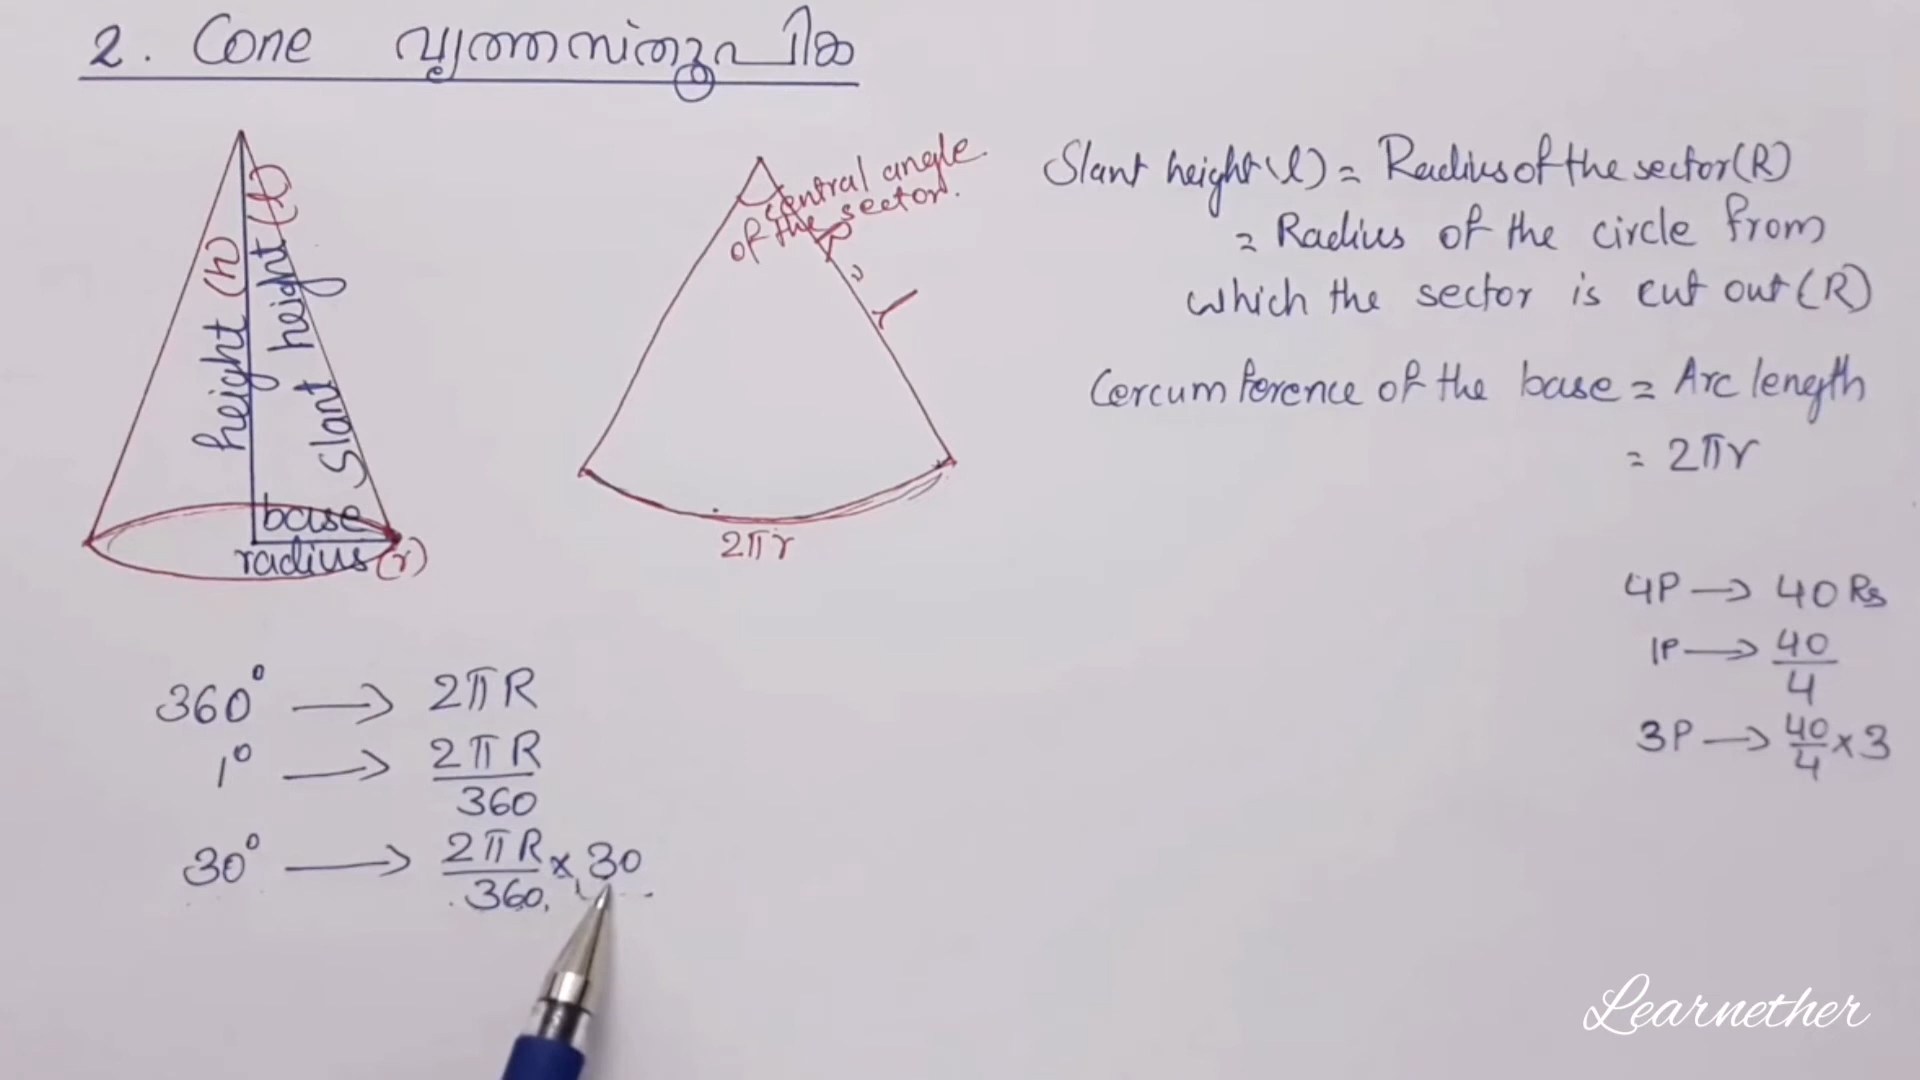 2. Cone വൃത്തസ്തൂപിക
height (h)
Slant height (l)
base
radius (r)
central angle
of the sector.
R = l
2πr
Slant height (l) = Radius of the sector (R)
= Radius of the circle from
which the sector is cut out (R)
Cercumference of the base = Arc length
= 2πr
4P → 40 Rs
1P → 40/4
3P → 40/4 × 3
360° → 2πR
1° → 2πR/360
30° → 2πR/360 × 30
Learnether